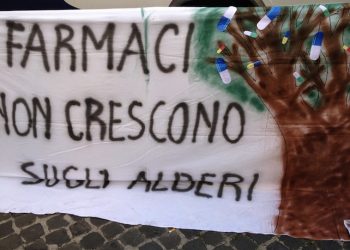 FARMACI
NON CRESCONO
SUGLI ALBERI